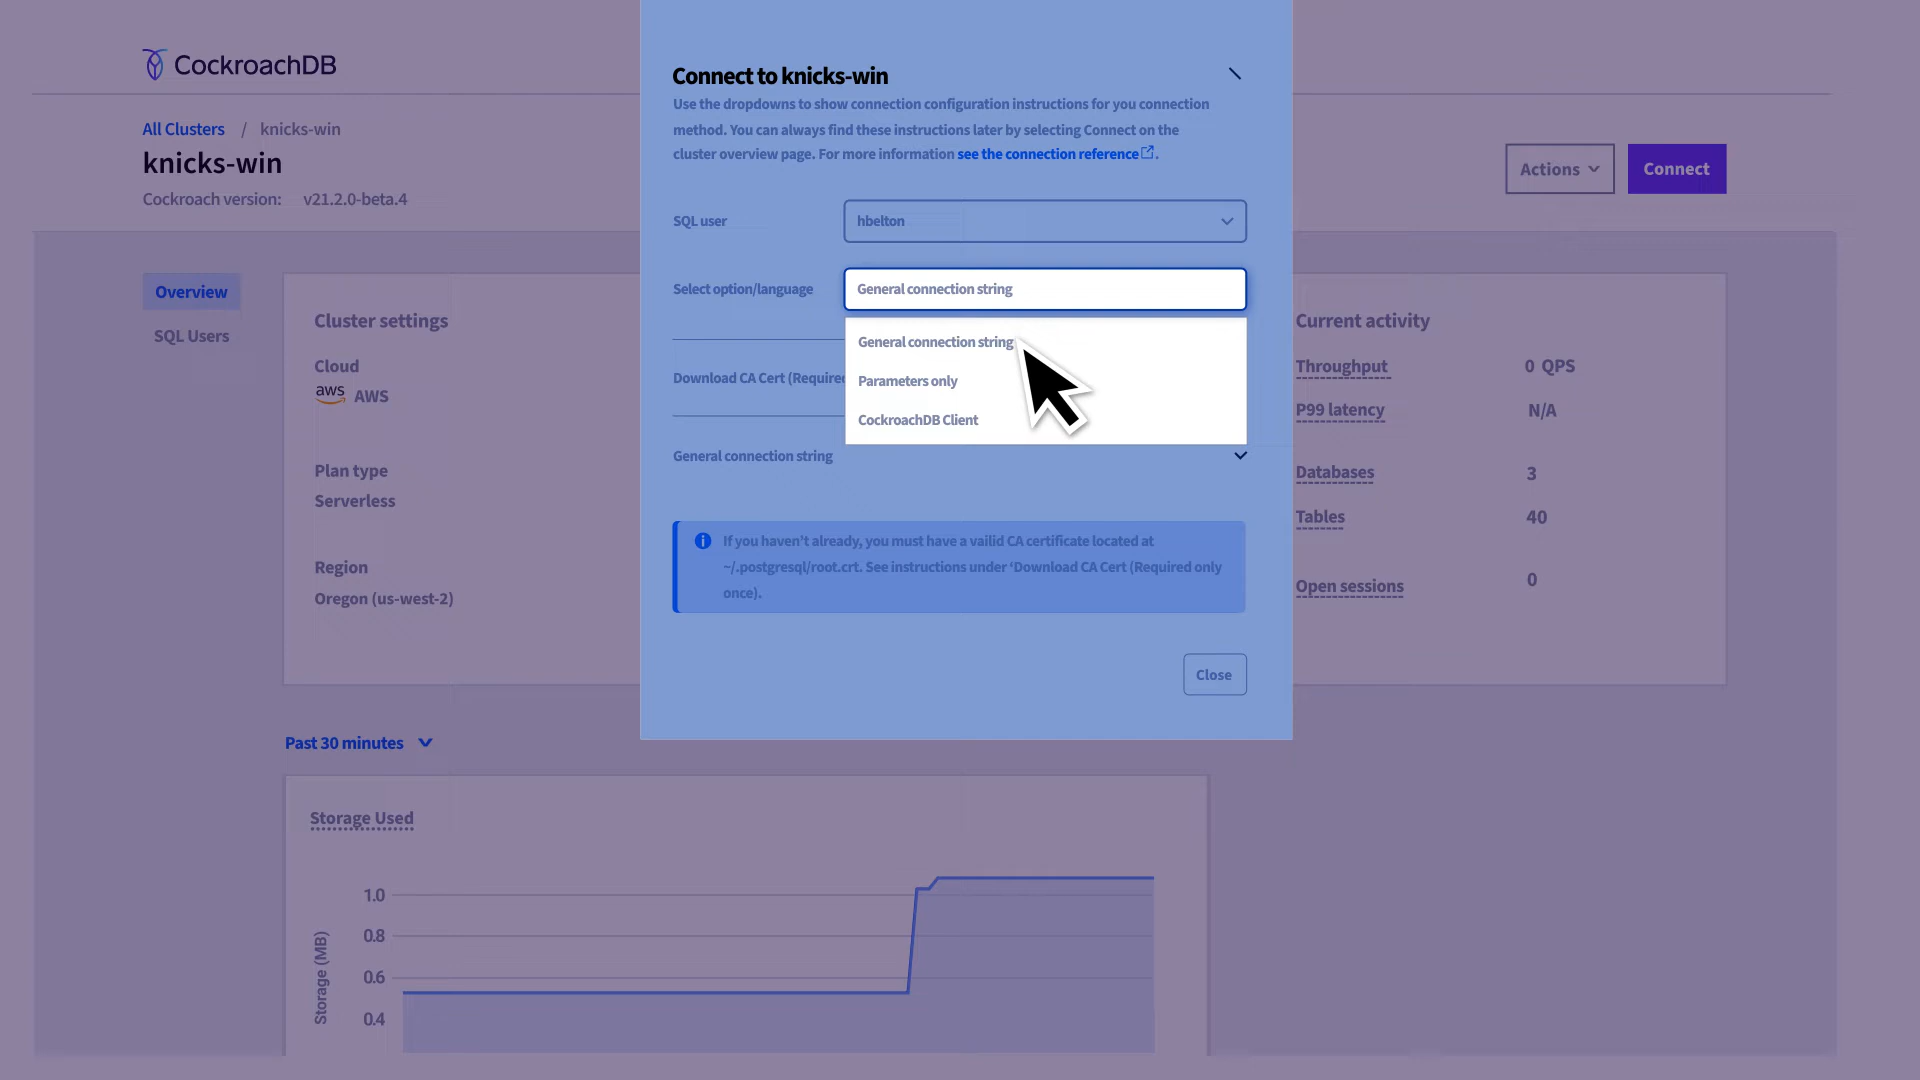 CockroachDB
All Clusters / knicks-win
knicks-win
Cockroach version: v21.2.0-beta.4
Actions
Connect
Overview
SQL Users
Cluster settings
Cloud
aws AWS
Plan type
Serverless
Region
Oregon (us-west-2)
Connect to knicks-win
Use the dropdowns to show connection configuration instructions for you connection
method. You can always find these instructions later by selecting Connect on the
cluster overview page. For more information see the connection reference.
SQL user
hbelton
Select option/language
General connection string
General connection string
Parameters only
CockroachDB Client
Download CA Cert (Require
General connection string
If you haven't already, you must have a vailid CA certificate located at
~/.postgresql/root.crt. See instructions under ‘Download CA Cert (Required only
once).
Close
Current activity
Throughput 0 QPS
P99 latency N/A
Databases 3
Tables 40
Open sessions 0
Past 30 minutes
Storage Used
Storage (MB)
1.0
0.8
0.6
0.4